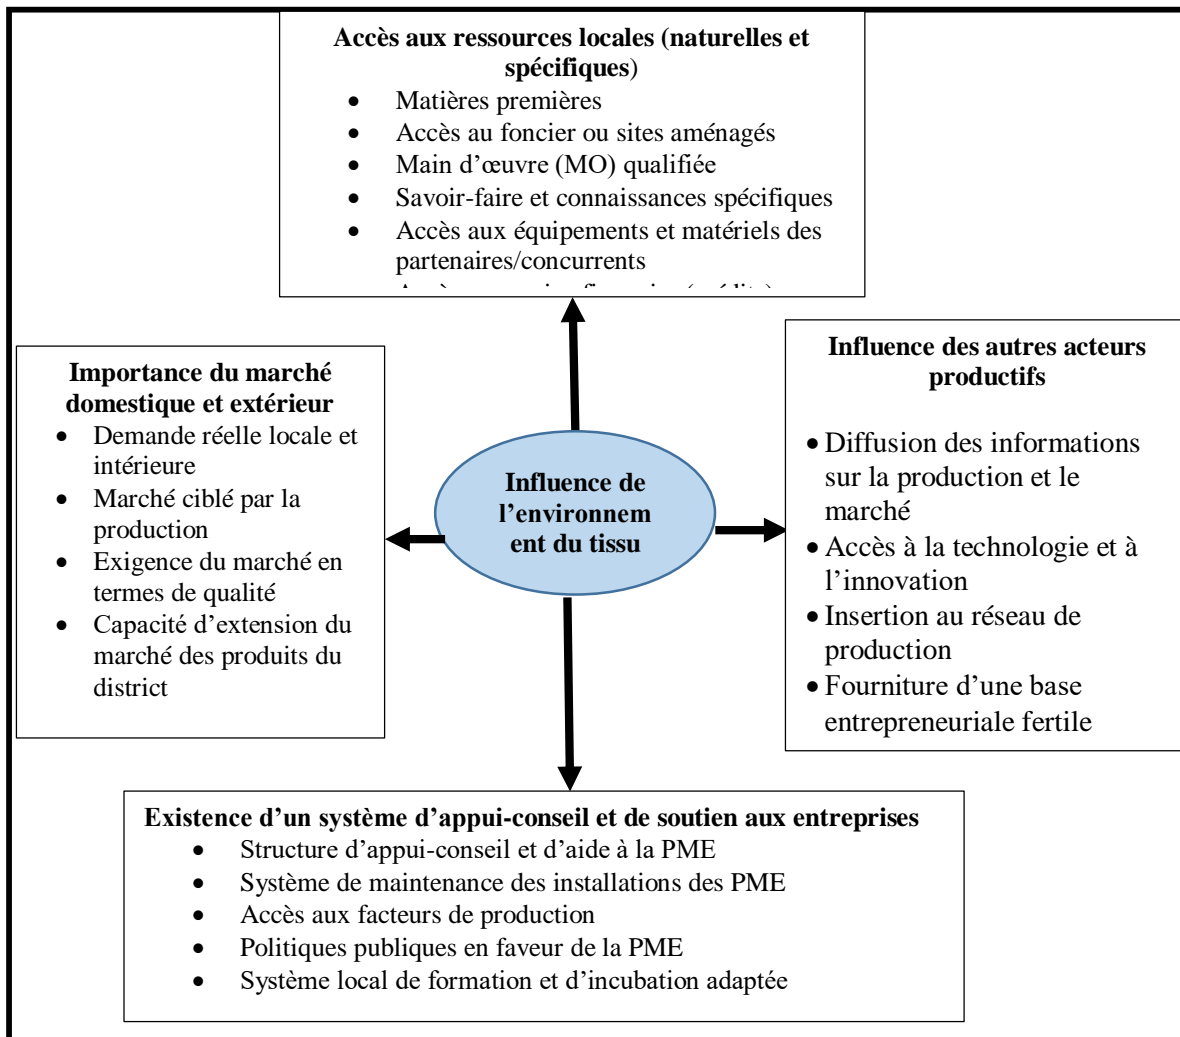 Accès aux ressources locales (naturelles et
spécifiques)
• Matières premières
• Accès au foncier ou sites aménagés
• Main d’œuvre (MO) qualifiée
• Savoir-faire et connaissances spécifiques
• Accès aux équipements et matériels des
partenaires/concurrents
Importance du marché
domestique et extérieur
• Demande réelle locale et
intérieure
• Marché ciblé par la
production
• Exigence du marché en
termes de qualité
• Capacité d’extension du
marché des produits du
district
Influence de
l’environnem
ent du tissu
Influence des autres acteurs
productifs
• Diffusion des informations
sur la production et le
marché
• Accès à la technologie et à
l’innovation
• Insertion au réseau de
production
• Fourniture d’une base
entrepreneuriale fertile
Existence d’un système d’appui-conseil et de soutien aux entreprises
• Structure d’appui-conseil et d’aide à la PME
• Système de maintenance des installations des PME
• Accès aux facteurs de production
• Politiques publiques en faveur de la PME
• Système local de formation et d’incubation adaptée